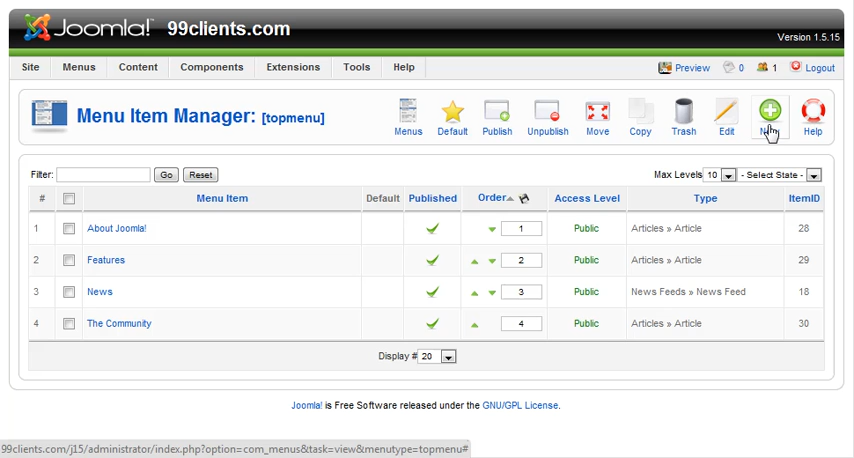 Joomla! 99clients.com
Version 1.5.15
Site Menus Content Components Extensions Tools Help Preview 0 1 Logout
Menu Item Manager: [topmenu]
Menus Default Publish Unpublish Move Copy Trash Edit Help
Filter: Go Reset Max Levels 10 - Select State -
# Menu Item Default Published Order Access Level Type ItemID
1 About Joomla! 1 Public Articles » Article 28
2 Features 2 Public Articles » Article 29
3 News 3 Public News Feeds » News Feed 18
4 The Community 4 Public Articles » Article 30
Display # 20
Joomla! is Free Software released under the GNU/GPL License.
99clients.com/j15/administrator/index.php?option=com_menus&task=view&menutype=topmenu#